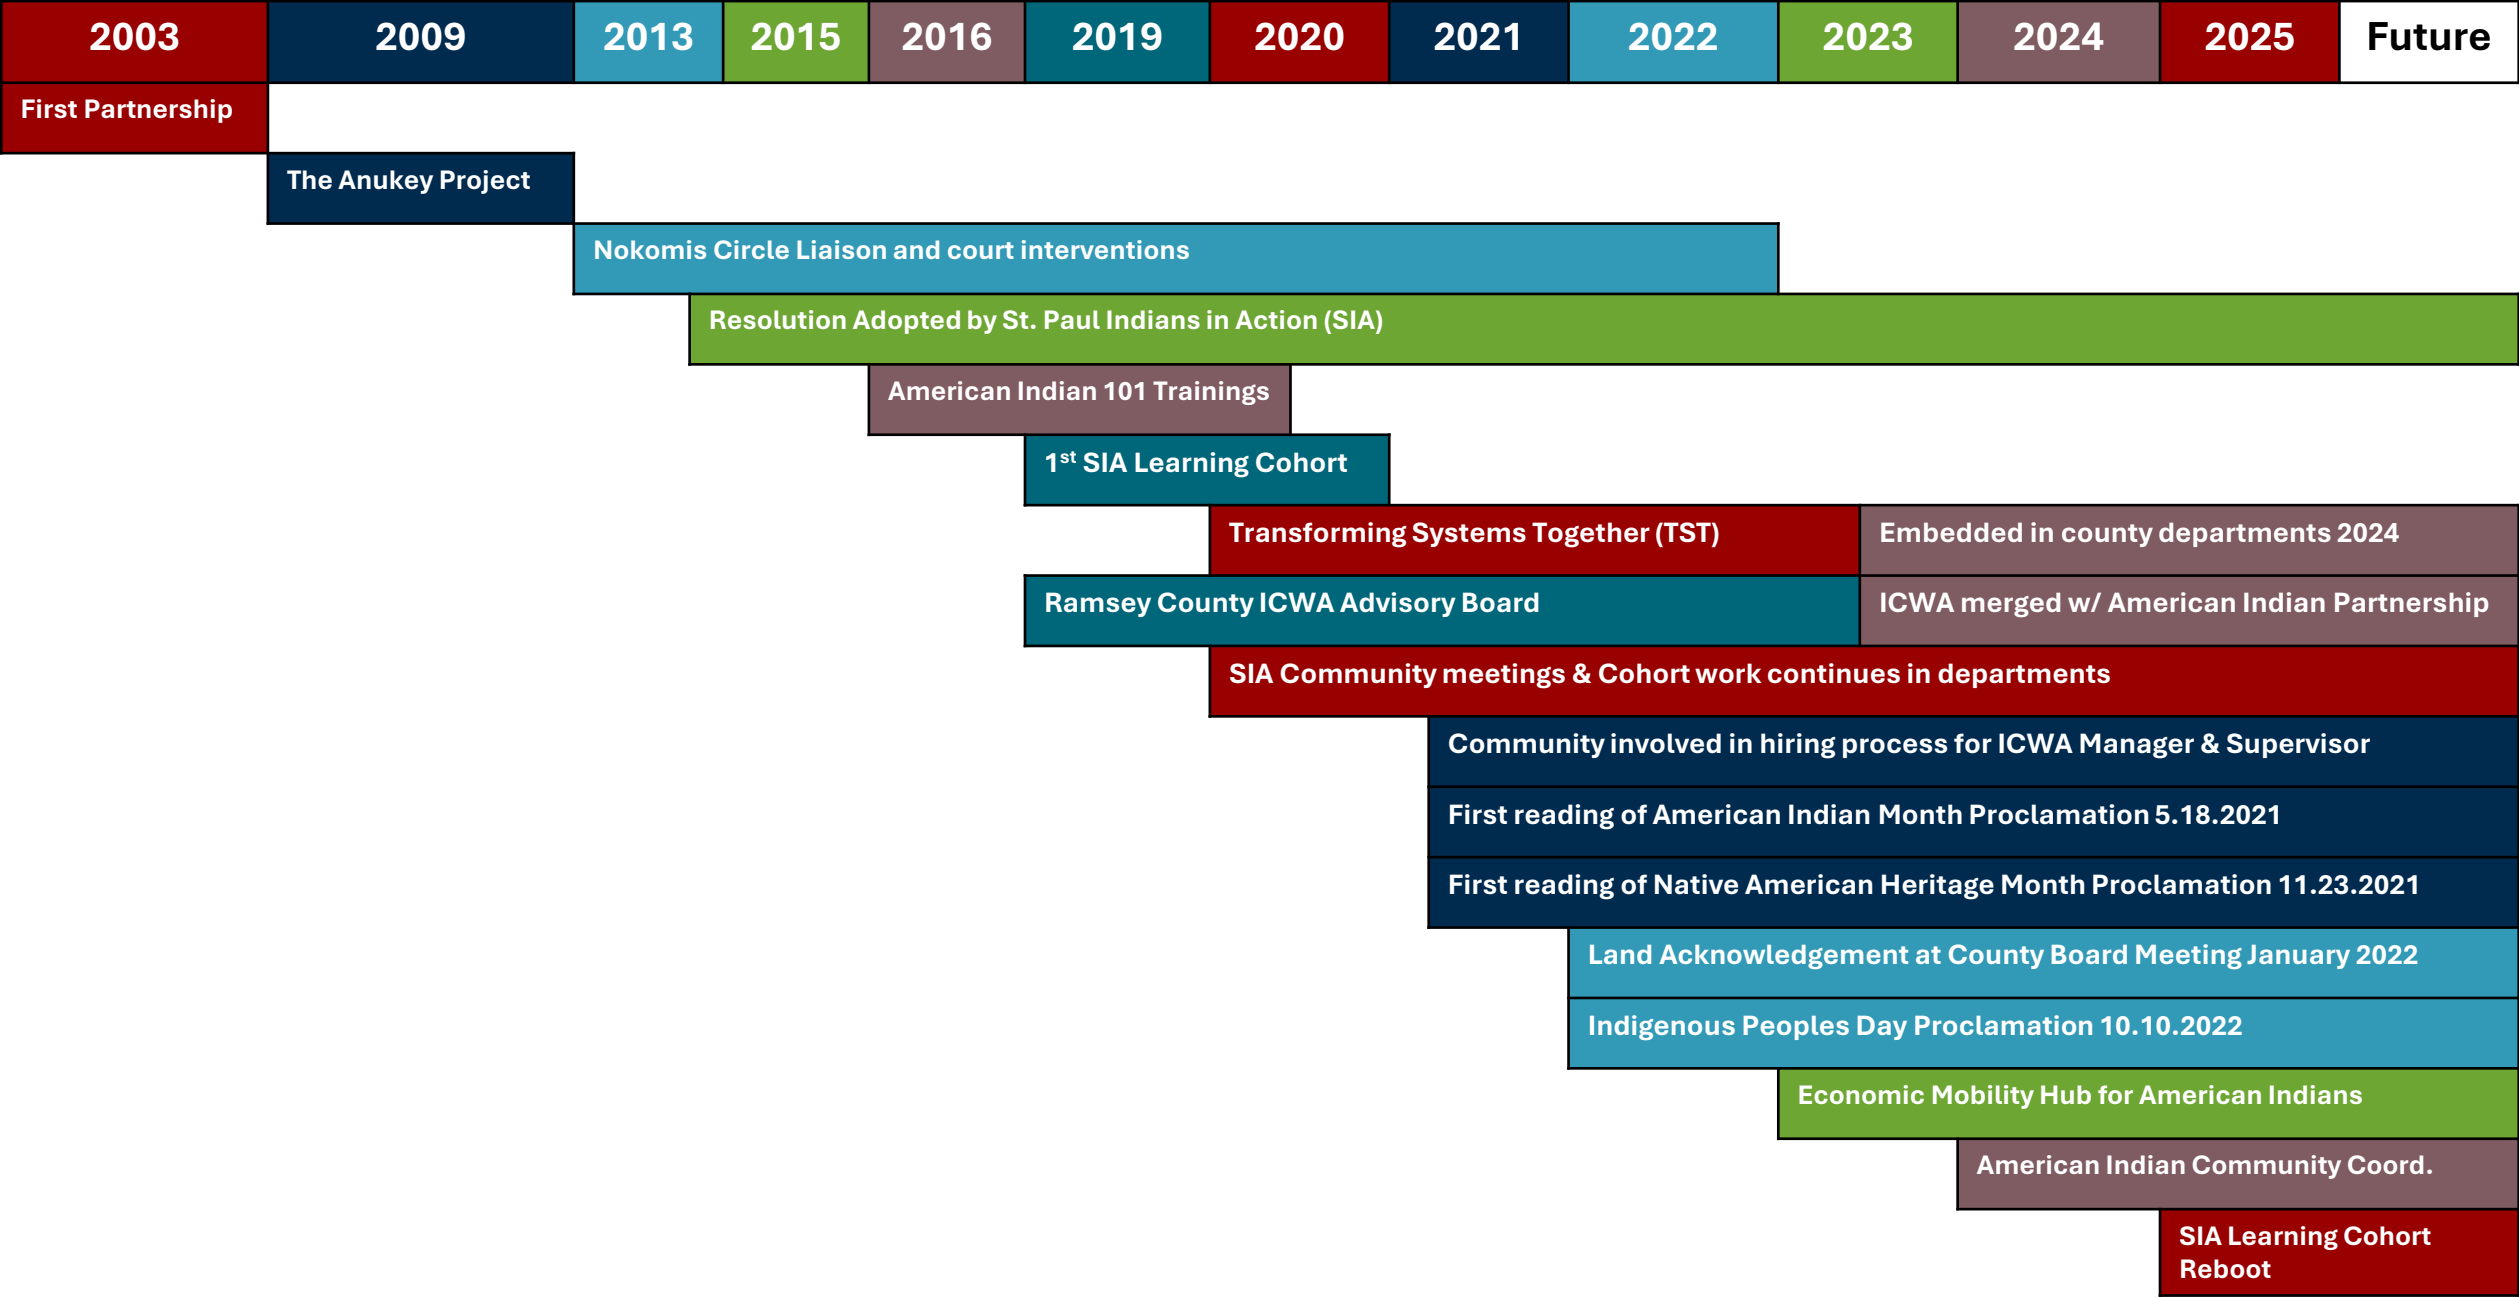 2003 2009 2013 2015 2016 2019 2020 2021 2022 2023 2024 2025 Future
First Partnership
The Anukey Project
Nokomis Circle Liaison and court interventions
Resolution Adopted by St. Paul Indians in Action (SIA)
American Indian 101 Trainings
1st SIA Learning Cohort
Transforming Systems Together (TST) Embedded in county departments 2024
Ramsey County ICWA Advisory Board ICWA merged w/ American Indian Partnership
SIA Community meetings & Cohort work continues in departments
Community involved in hiring process for ICWA Manager & Supervisor
First reading of American Indian Month Proclamation 5.18.2021
First reading of Native American Heritage Month Proclamation 11.23.2021
Land Acknowledgement at County Board Meeting January 2022
Indigenous Peoples Day Proclamation 10.10.2022
Economic Mobility Hub for American Indians
American Indian Community Coord.
SIA Learning Cohort
Reboot